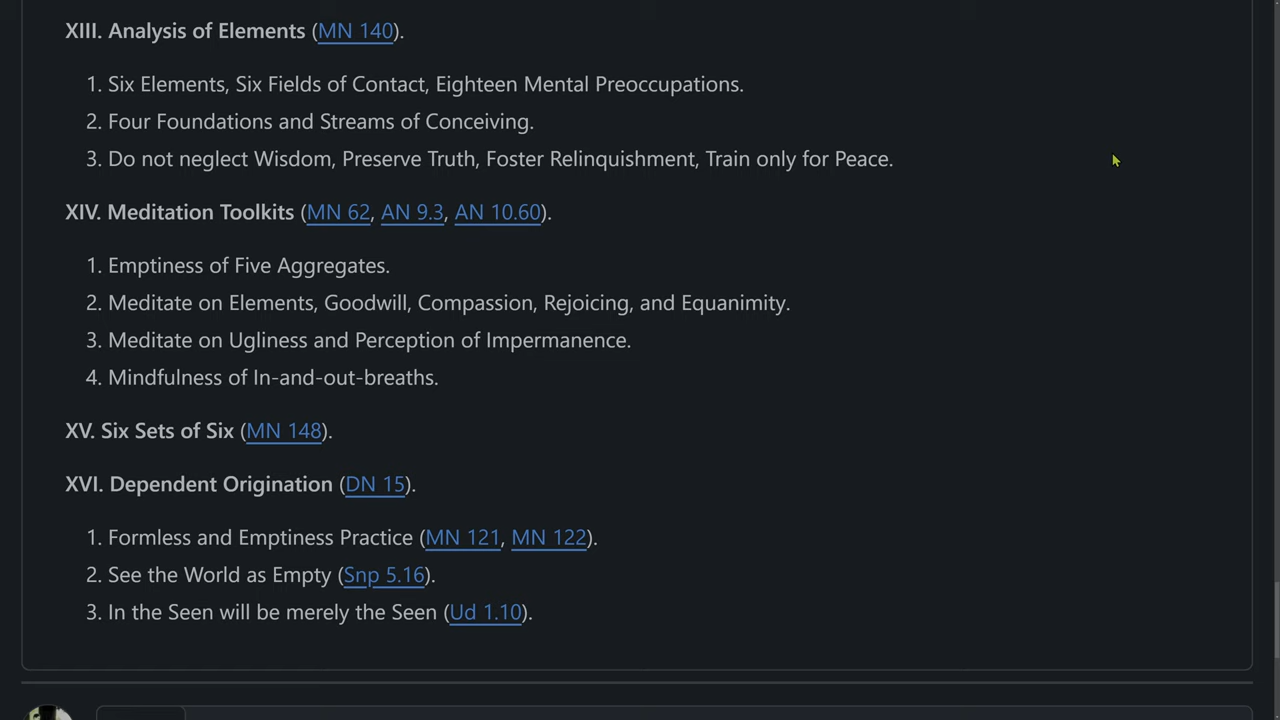 XIII. Analysis of Elements (MN 140).
1. Six Elements, Six Fields of Contact, Eighteen Mental Preoccupations.
2. Four Foundations and Streams of Conceiving.
3. Do not neglect Wisdom, Preserve Truth, Foster Relinquishment, Train only for Peace.
XIV. Meditation Toolkits (MN 62, AN 9.3, AN 10.60).
1. Emptiness of Five Aggregates.
2. Meditate on Elements, Goodwill, Compassion, Rejoicing, and Equanimity.
3. Meditate on Ugliness and Perception of Impermanence.
4. Mindfulness of In-and-out-breaths.
XV. Six Sets of Six (MN 148).
XVI. Dependent Origination (DN 15).
1. Formless and Emptiness Practice (MN 121, MN 122).
2. See the World as Empty (Snp 5.16).
3. In the Seen will be merely the Seen (Ud 1.10).